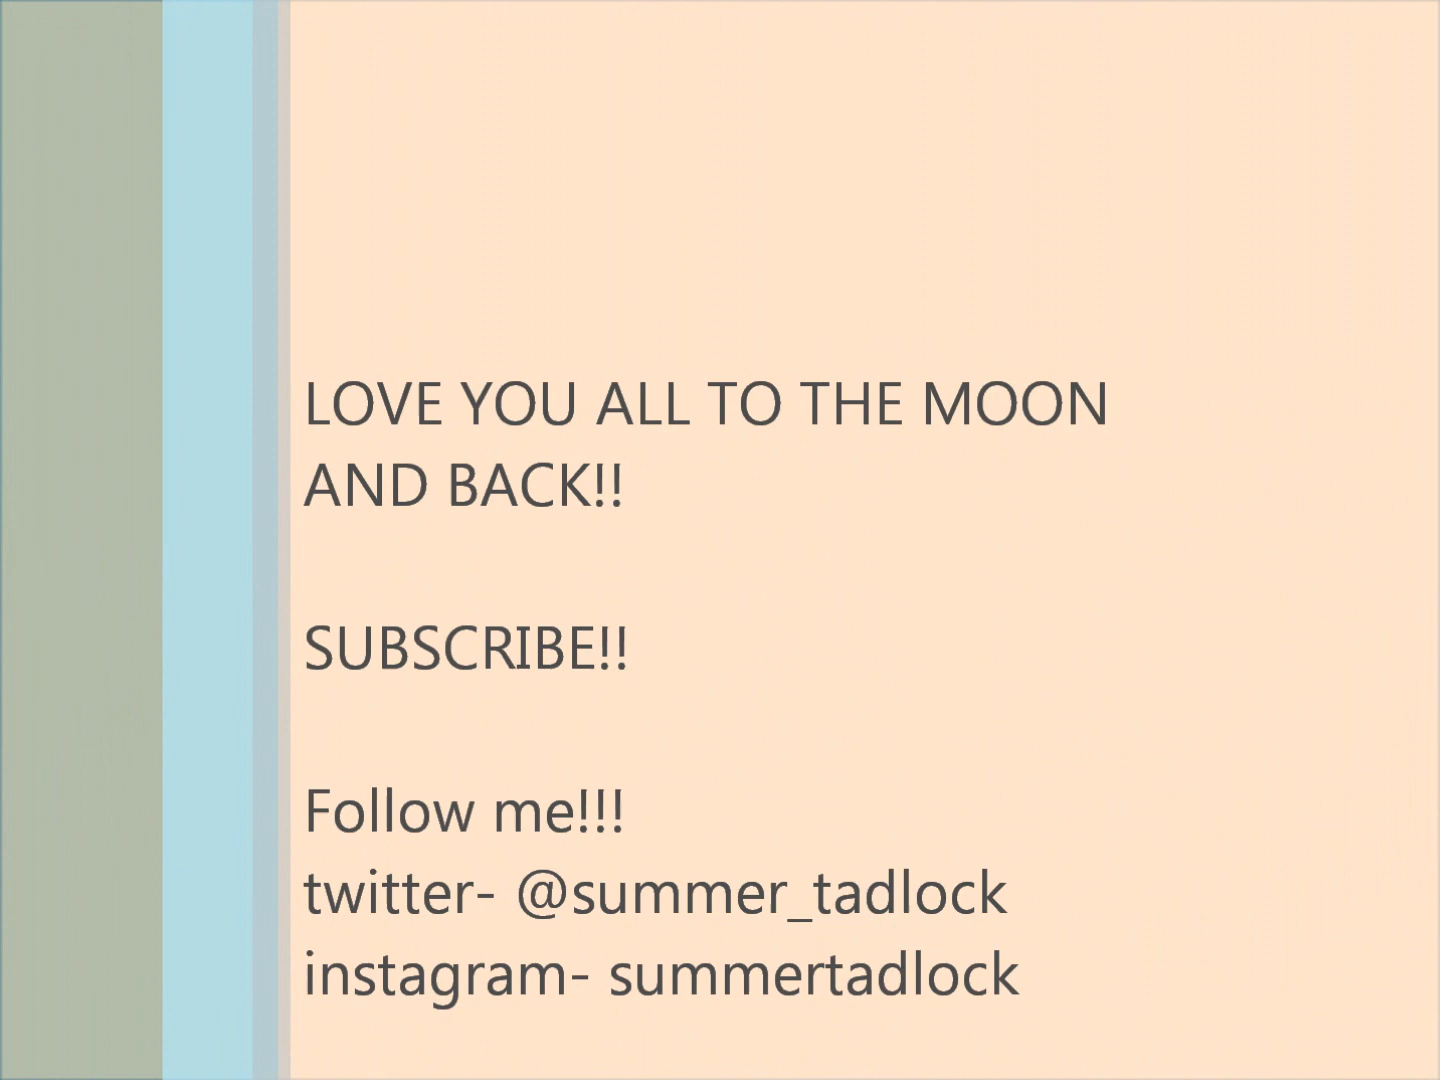 LOVE YOU ALL TO THE MOON
AND BACK!!
SUBSCRIBE!!
Follow me!!!
twitter- @summer_tadlock
instagram- summertadlock